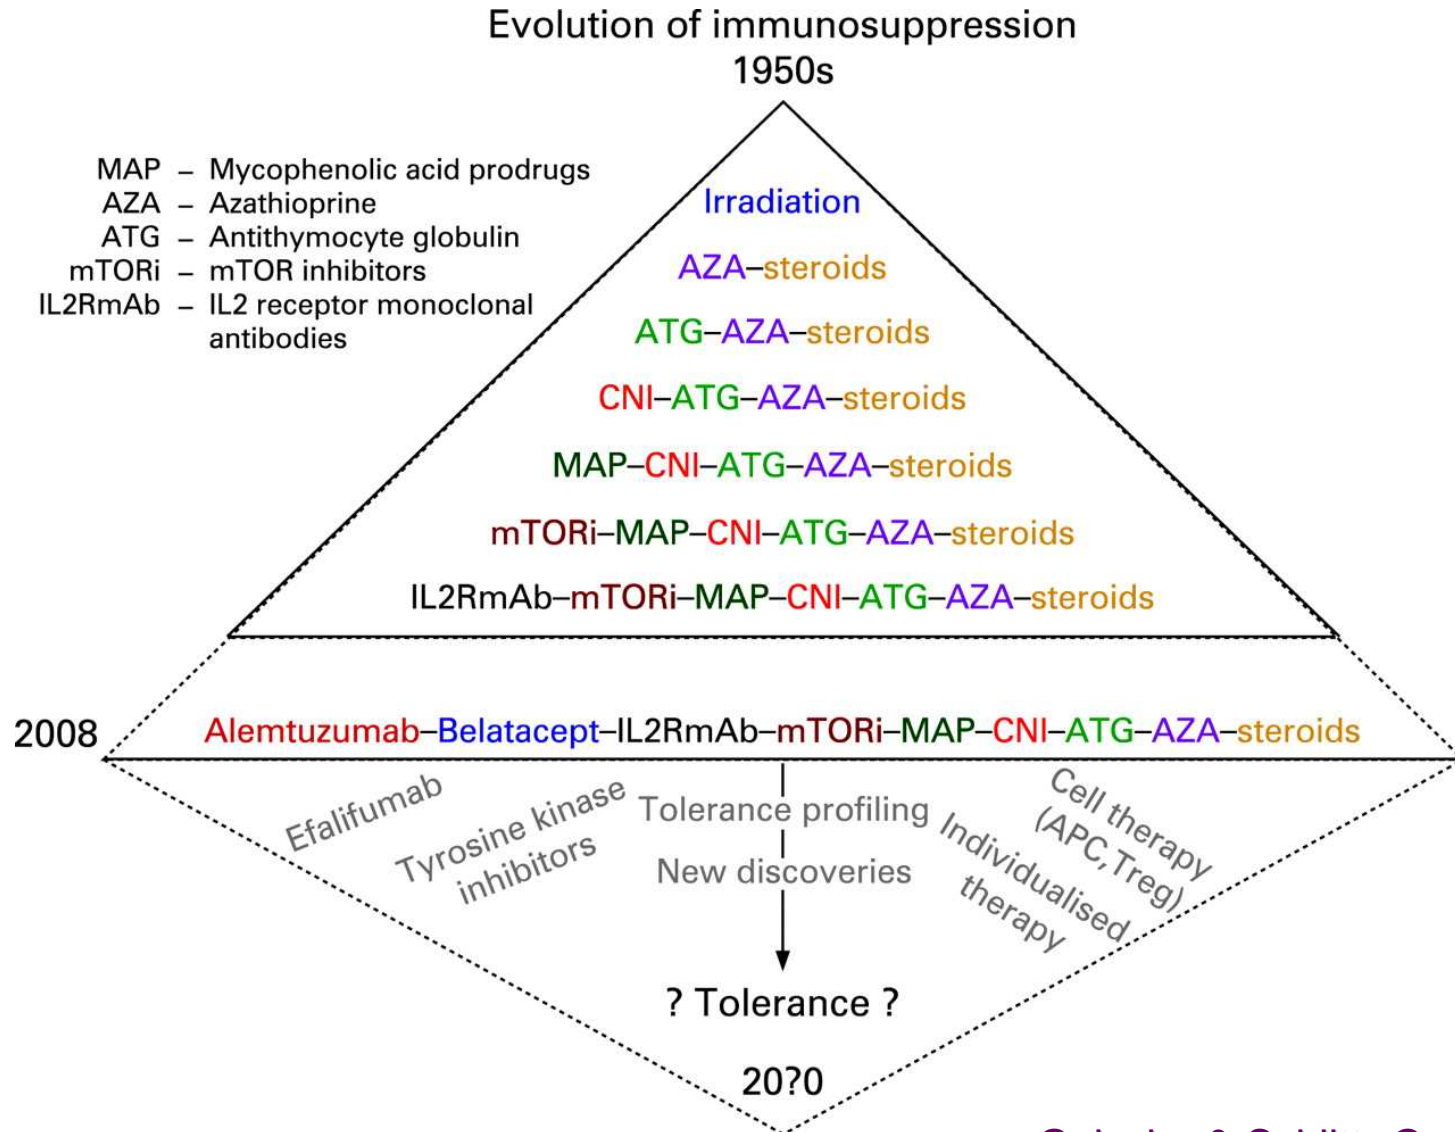 Evolution of immunosuppression
1950s
MAP – Mycophenolic acid prodrugs
AZA – Azathioprine
ATG – Antithymocyte globulin
mTORi – mTOR inhibitors
IL2RmAb – IL2 receptor monoclonal
antibodies
Irradiation
AZA–steroids
ATG–AZA–steroids
CNI–ATG–AZA–steroids
MAP–CNI–ATG–AZA–steroids
mTORi–MAP–CNI–ATG–AZA–steroids
IL2RmAb–mTORi–MAP–CNI–ATG–AZA–steroids
2008
Alemtuzumab–Belatacept–IL2RmAb–mTORi–MAP–CNI–ATG–AZA–steroids
Efalifumab
Tyrosine kinase
inhibitors
Tolerance profiling
New discoveries
Individualised
therapy
Cell therapy
(APC, Treg)
? Tolerance ?
20?0